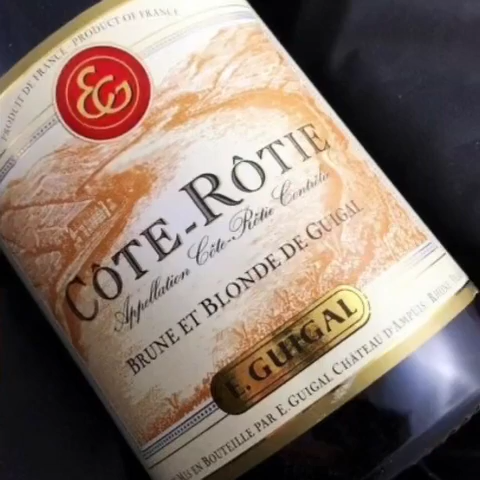 PRODUIT DE FRANCE, PRODUCT OF FRANCE
EG
CÔTE-RÔTIE
Appellation Côte-Rôtie Contrôlée
BRUNE ET BLONDE DE GUIGAL
E. GUIGAL
MIS EN BOUTEILLE PAR E. GUIGAL CHÂTEAU D'AMPUIS